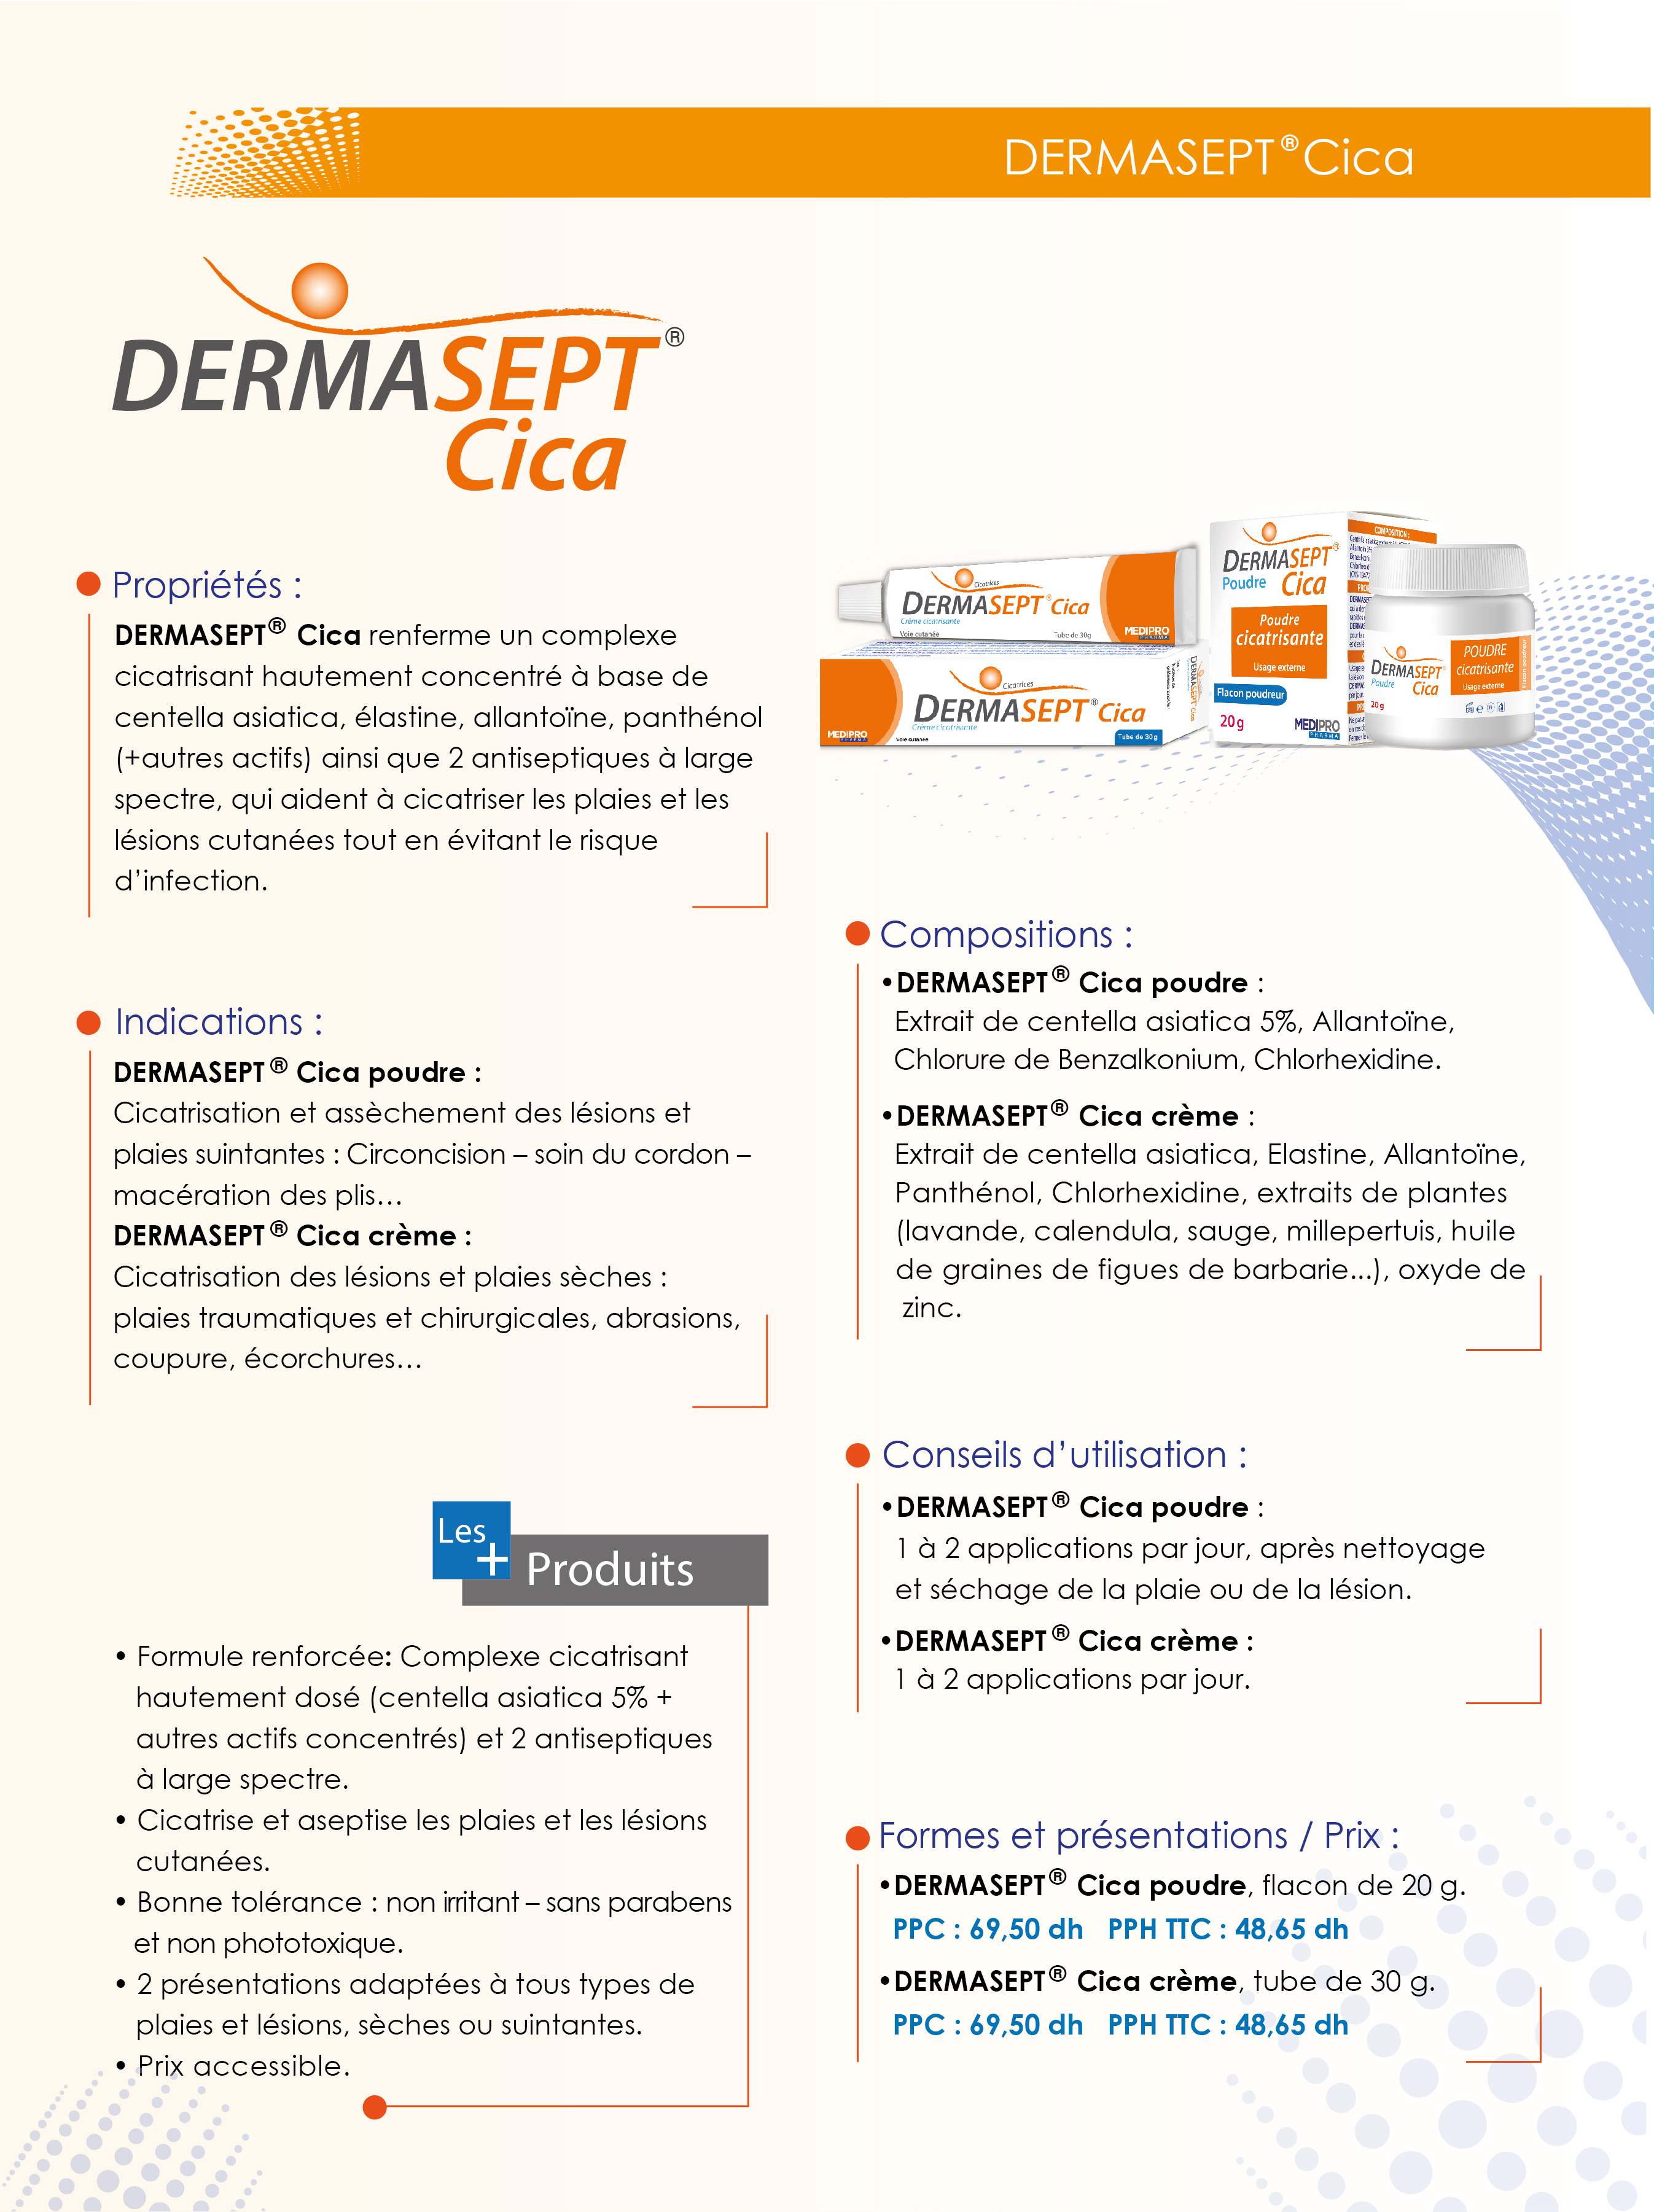 DERMASEPT® Cica
DERMASEPT®
Cica
Propriétés :
DERMASEPT® Cica renferme un complexe
cicatrisant hautement concentré à base de
centella asiatica, élastine, allantoïne, panthénol
(+autres actifs) ainsi que 2 antiseptiques à large
spectre, qui aident à cicatriser les plaies et les
lésions cutanées tout en évitant le risque
d’infection.
Indications :
DERMASEPT® Cica poudre :
Cicatrisation et assèchement des lésions et
plaies suintantes : Circoncision – soin du cordon –
macération des plis…
DERMASEPT® Cica crème :
Cicatrisation des lésions et plaies sèches :
plaies traumatiques et chirurgicales, abrasions,
coupure, écorchures…
Les +
Produits
• Formule renforcée: Complexe cicatrisant
hautement dosé (centella asiatica 5% +
autres actifs concentrés) et 2 antiseptiques
à large spectre.
• Cicatrise et aseptise les plaies et les lésions
cutanées.
• Bonne tolérance : non irritant – sans parabens
et non phototoxique.
• 2 présentations adaptées à tous types de
plaies et lésions, sèches ou suintantes.
• Prix accessible.
Cicatrices
DERMASEPT® Cica
Crème cicatrisante
Voie cutanée
Tube de 30g
MEDIPRO
PHARMA
Cicatrices
DERMASEPT® Cica
Crème cicatrisante
MEDIPRO
PHARMA
Voie cutanée
Tube de 30 g
DERMASEPT Cica
DERMASEPT®
Poudre Cica
Poudre
cicatrisante
Usage externe
Flacon poudreur
20 g
MEDIPRO
PHARMA
COMPOSITION :
DERMASEPT
Poudre
Cica
20 g
POUDRE
cicatrisante
Usage externe
Compositions :
•DERMASEPT® Cica poudre :
Extrait de centella asiatica 5%, Allantoïne,
Chlorure de Benzalkonium, Chlorhexidine.
•DERMASEPT® Cica crème :
Extrait de centella asiatica, Elastine, Allantoïne,
Panthénol, Chlorhexidine, extraits de plantes
(lavande, calendula, sauge, millepertuis, huile
de graines de figues de barbarie...), oxyde de
zinc.
Conseils d’utilisation :
•DERMASEPT® Cica poudre :
1 à 2 applications par jour, après nettoyage
et séchage de la plaie ou de la lésion.
•DERMASEPT® Cica crème :
1 à 2 applications par jour.
Formes et présentations / Prix :
•DERMASEPT® Cica poudre, flacon de 20 g.
PPC : 69,50 dh PPH TTC : 48,65 dh
•DERMASEPT® Cica crème, tube de 30 g.
PPC : 69,50 dh PPH TTC : 48,65 dh